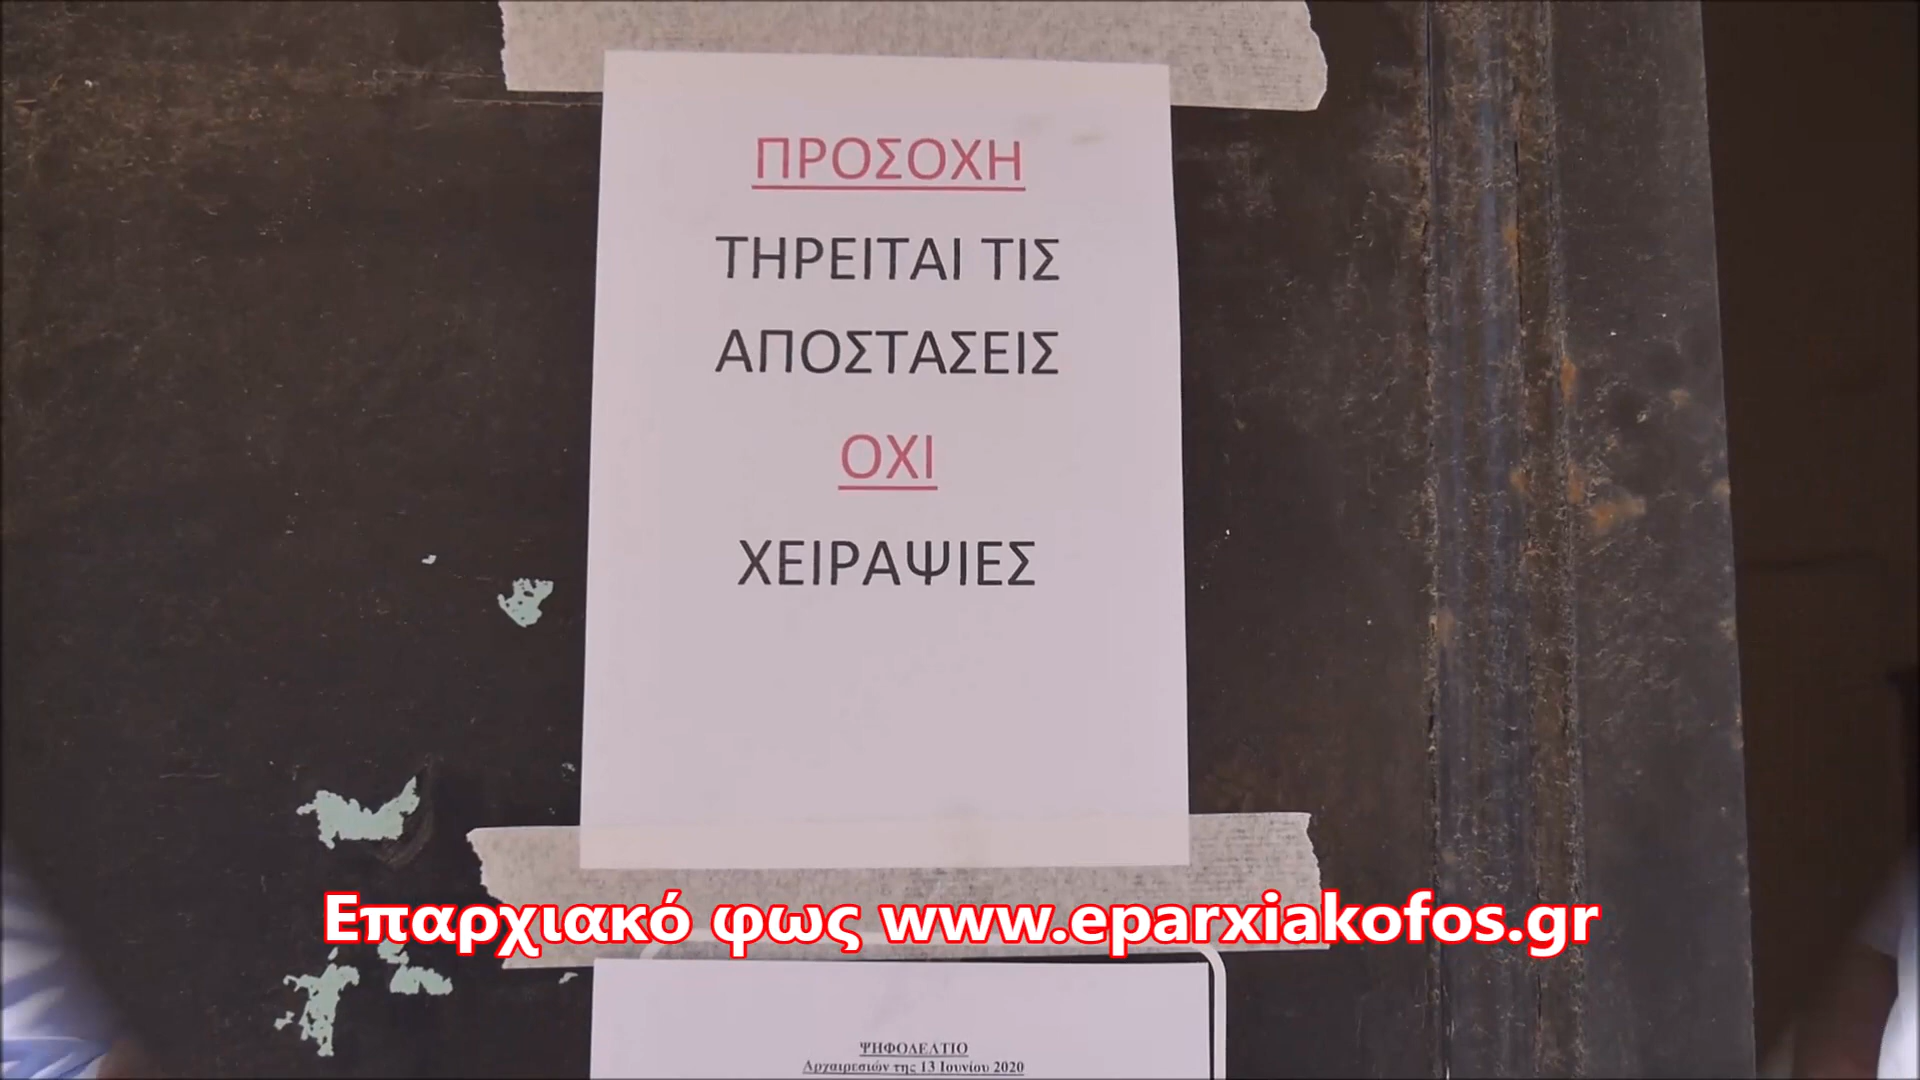 ΠΡΟΣΟΧΗ
ΤΗΡΕΙΤΑΙ ΤΙΣ
ΑΠΟΣΤΑΣΕΙΣ
ΟΧΙ
ΧΕΙΡΑΨΙΕΣ
Επαρχιακό φως www.eparxiakofos.gr
ΨΗΦΟΔΕΛΤΙΟ
Αρχαιρεσιών της 13 Ιουνίου 2020